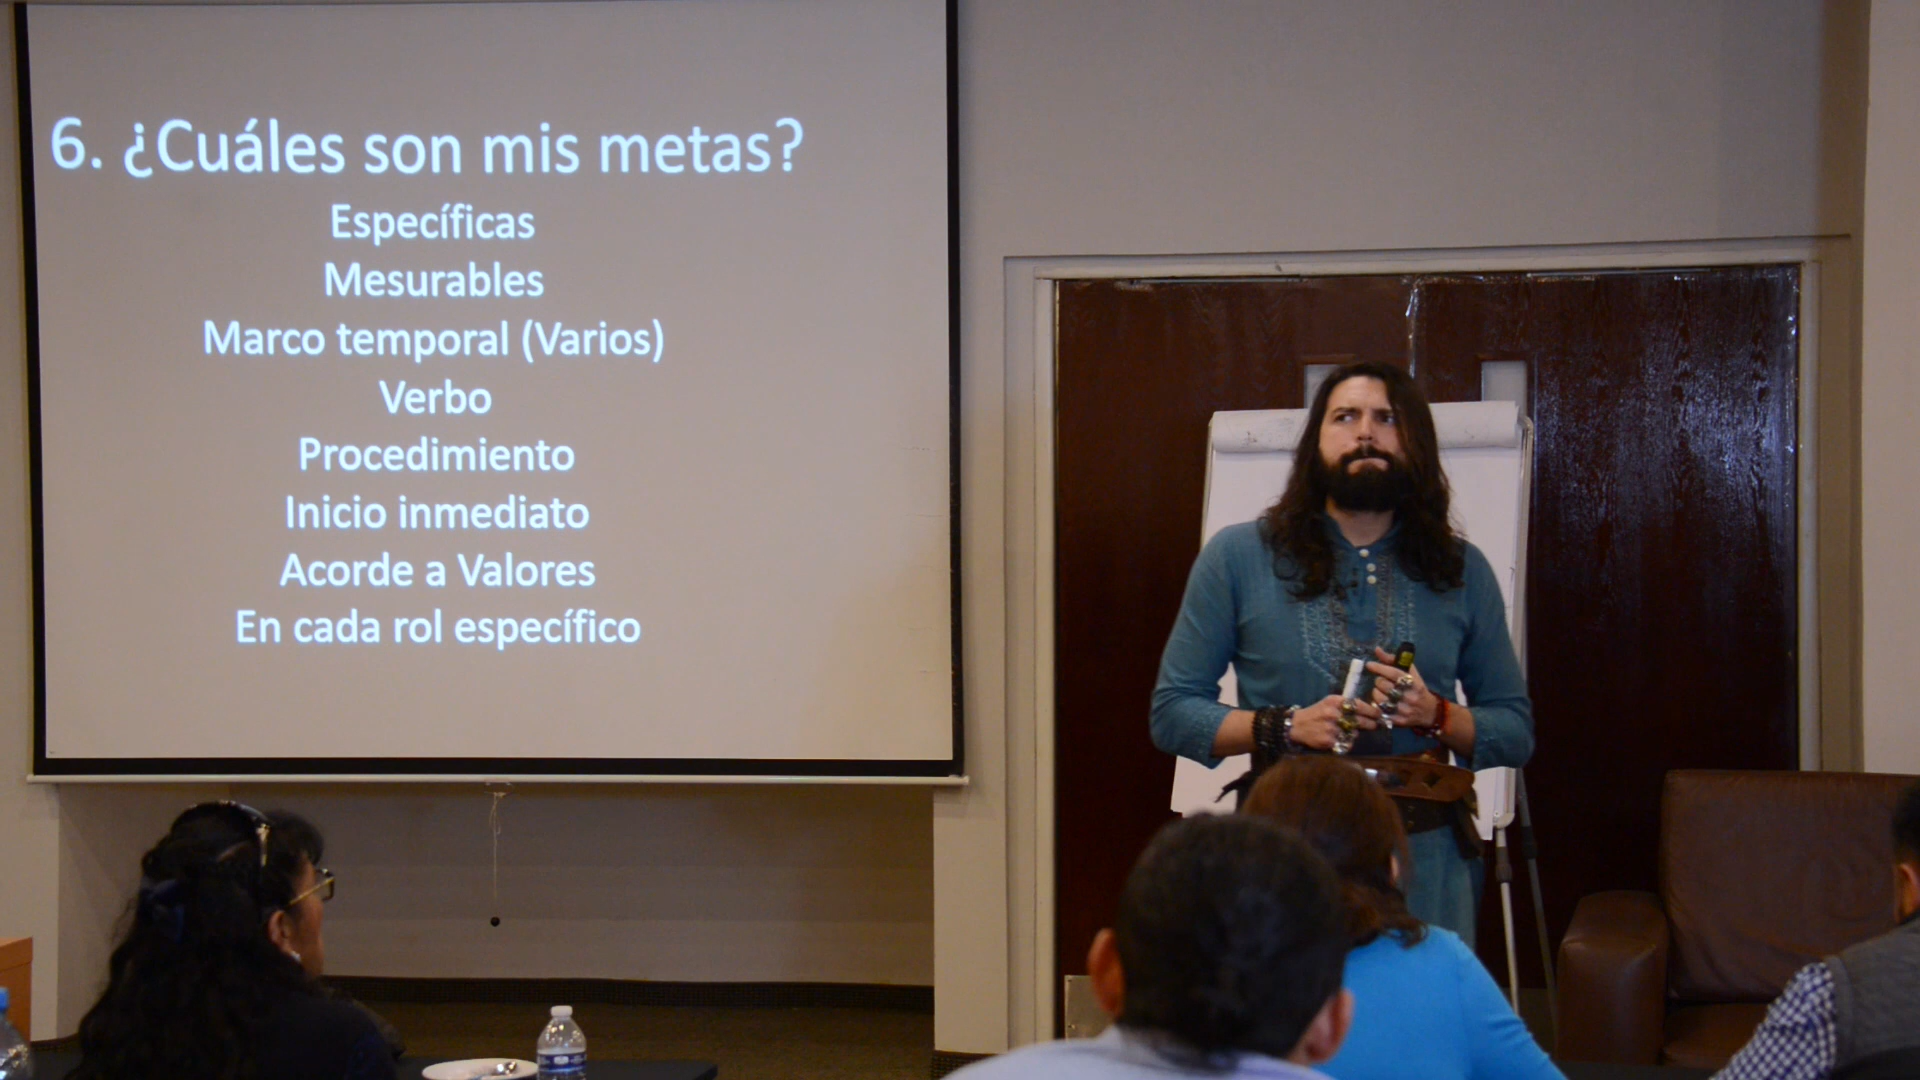 6. ¿Cuáles son mis metas?
Específicas
Mesurables
Marco temporal (Varios)
Verbo
Procedimiento
Inicio inmediato
Acorde a Valores
En cada rol específico